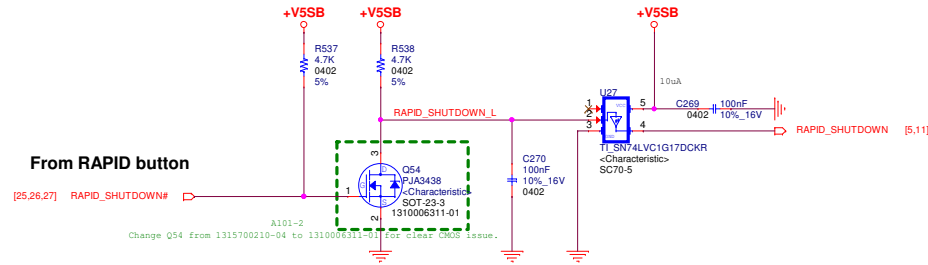 +V5SB
+V5SB
+V5SB
R537
4.7K
0402
5%
R538
4.7K
0402
5%
10uA
U27
1
2
3
5
4
VCC
C269
0402
100nF
10%_16V
RAPID_SHUTDOWN_L
RAPID_SHUTDOWN [5,11]
TI_SN74LVC1G17DCKR
<Characteristic>
SC70-5
From RAPID button
3
D
G
S
1
2
Q54
PJA3438
<Characteristic>
SOT-23-3
1310006311-01
C270
100nF
10%_16V
0402
[25,26,27] RAPID_SHUTDOWN#
A101-2
Change Q54 from 1315700210-04 to 1310006311-01 for clear CMOS issue.